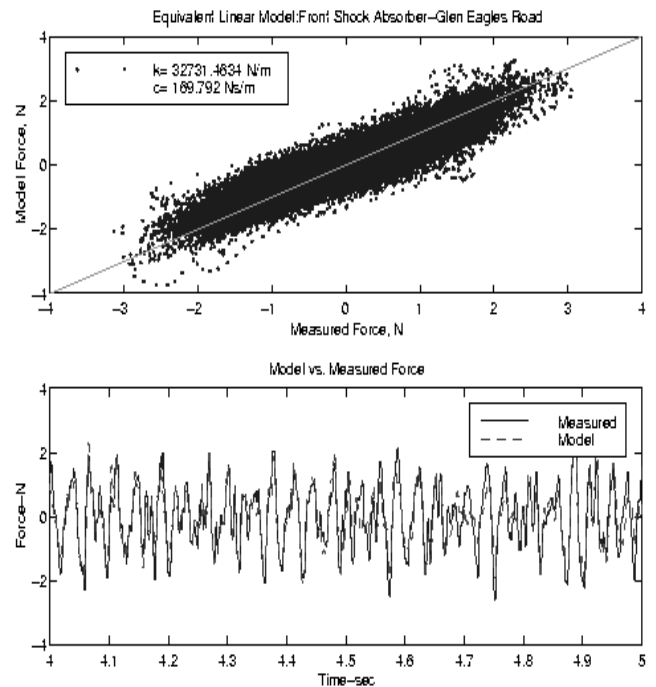 Equivalent Linear Model:Front Shock Absorber-Glen Eagles Road
4
2
0
-2
-4
Model Force, N
k= 32731.4634 N/m
c= 169.792 Ns/m
-4 -3 -2 -1 0 1 2 3 4
Measured Force, N
Model vs. Measured Force
4
2
0
-2
-4
Force-N
Measured
Model
4 4.1 4.2 4.3 4.4 4.5 4.6 4.7 4.8 4.9 5
Time-sec